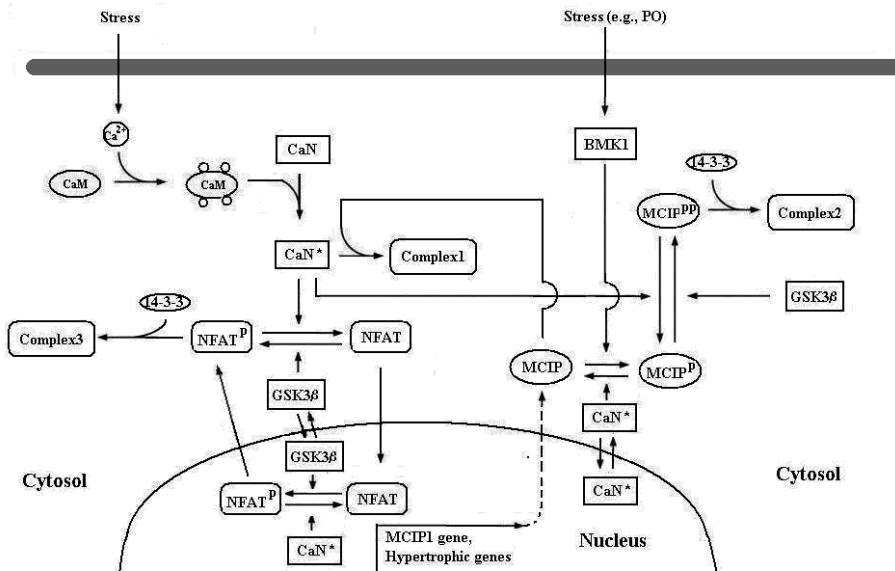 Stress
Stress (e.g., PO)
Ca2+
CaN
BMK1
14-3-3
CaM
CaM
MCIPpp
Complex2
CaN*
Complex1
GSK3β
14-3-3
Complex3
NFATp
NFAT
MCIP
MCIPp
GSK3β
CaN*
GSK3β
Cytosol
Cytosol
NFATp
NFAT
CaN*
MCIP1 gene,
Hypertrophic genes
Nucleus
CaN*